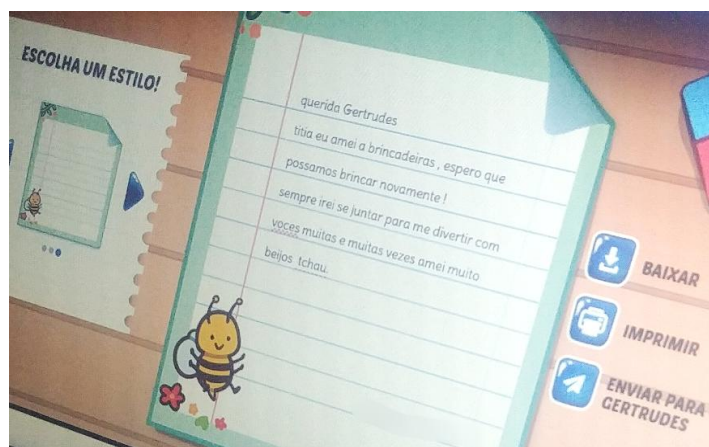 ESCOLHA UM ESTILO!
querida Gertrudes
titia eu amei a brincadeiras , espero que
possamos brincar novamente !
sempre irei se juntar para me divertir com
voces muitas e muitas vezes amei muito
beijos tchau.
BAIXAR
IMPRIMIR
ENVIAR PARA
GERTRUDES